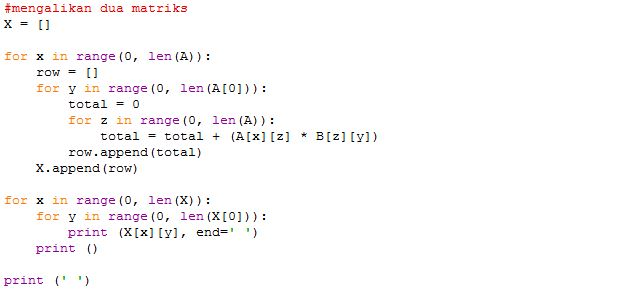 #mengalikan dua matriks
X = []

for x in range(0, len(A)):
    row = []
    for y in range(0, len(A[0])):
        total = 0
        for z in range(0, len(A)):
            total = total + (A[x][z] * B[z][y])
        row.append(total)
    X.append(row)

for x in range(0, len(X)):
    for y in range(0, len(X[0])):
        print (X[x][y], end=' ')
    print ()

print (' ')